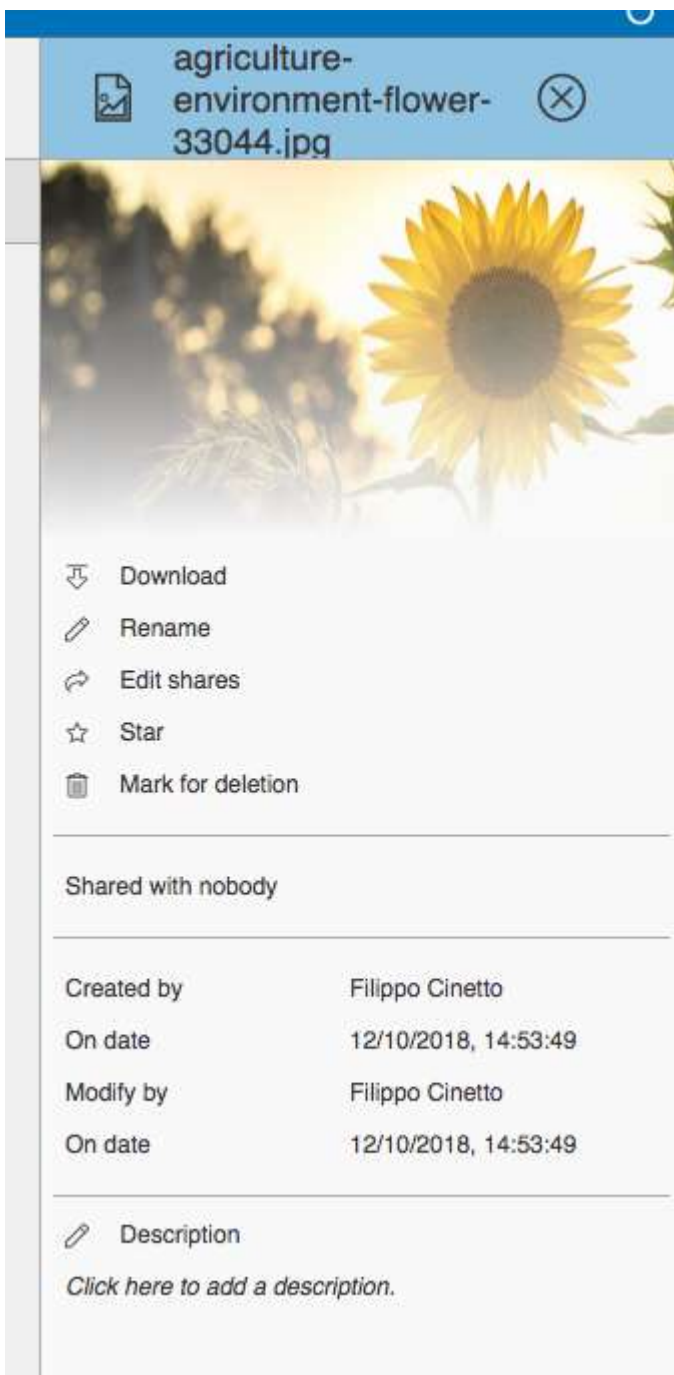 agriculture-
environment-flower-
33044.jpg
Download
Rename
Edit shares
Star
Mark for deletion
Shared with nobody
Created by Filippo Cinetto
On date 12/10/2018, 14:53:49
Modify by Filippo Cinetto
On date 12/10/2018, 14:53:49
Description
Click here to add a description.